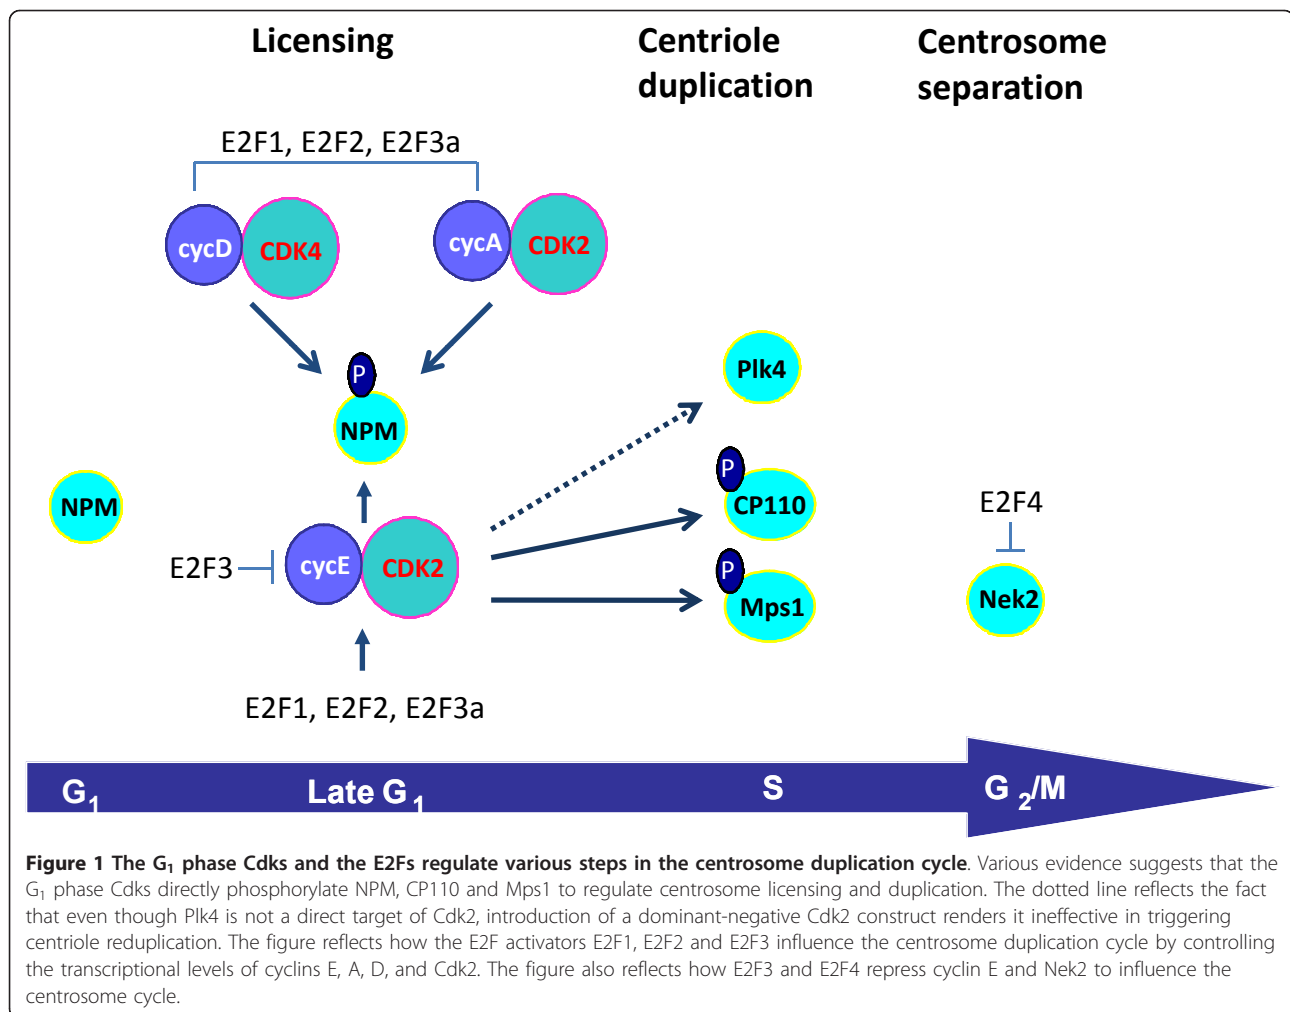 Licensing
Centriole
duplication
Centrosome
separation
E2F1, E2F2, E2F3a
cycD
CDK4
cycA
CDK2
P
NPM
Plk4
NPM
P
CP110
E2F4
E2F3
cycE
CDK2
P
Mps1
Nek2
E2F1, E2F2, E2F3a
G1
Late G1
S
G2/M
Figure 1 The G1 phase Cdks and the E2Fs regulate various steps in the centrosome duplication cycle. Various evidence suggests that the
G1 phase Cdks directly phosphorylate NPM, CP110 and Mps1 to regulate centrosome licensing and duplication. The dotted line reflects the fact
that even though Plk4 is not a direct target of Cdk2, introduction of a dominant-negative Cdk2 construct renders it ineffective in triggering
centriole reduplication. The figure reflects how the E2F activators E2F1, E2F2 and E2F3 influence the centrosome duplication cycle by controlling
the transcriptional levels of cyclins E, A, D, and Cdk2. The figure also reflects how E2F3 and E2F4 repress cyclin E and Nek2 to influence the
centrosome cycle.